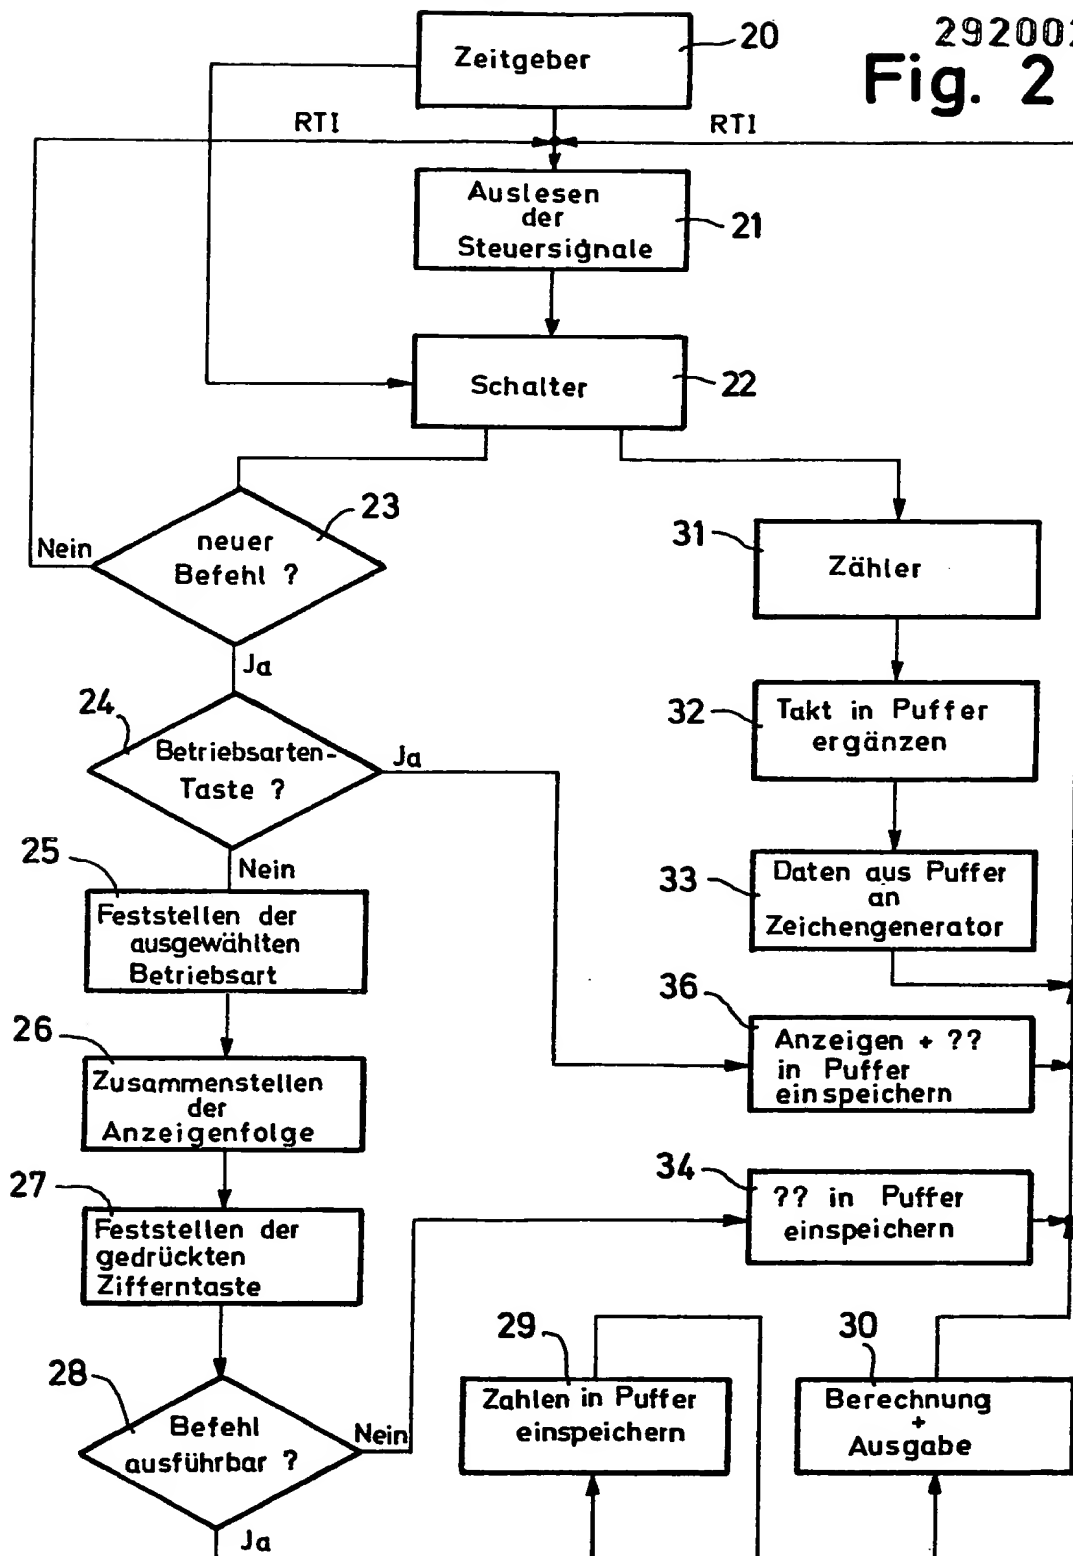 292002
Fig. 2
Zeitgeber
20
RTI
RTI
Auslesen
der
Steuersignale
21
Schalter
22
neuer
Befehl ?
23
Nein
Ja
31
Zähler
24
Betriebsarten-
Taste ?
Ja
Nein
32
Takt in Puffer
ergänzen
25
Feststellen der
ausgewählten
Betriebsart
33
Daten aus Puffer
an
Zeichengenerator
26
Zusammenstellen
der
Anzeigenfolge
36
Anzeigen + ??
in Puffer
einspeichern
27
Feststellen der
gedrückten
Zifferntaste
34
?? in Puffer
einspeichern
28
Befehl
ausführbar ?
Nein
Ja
29
Zahlen in Puffer
einspeichern
30
Berechnung
+
Ausgabe